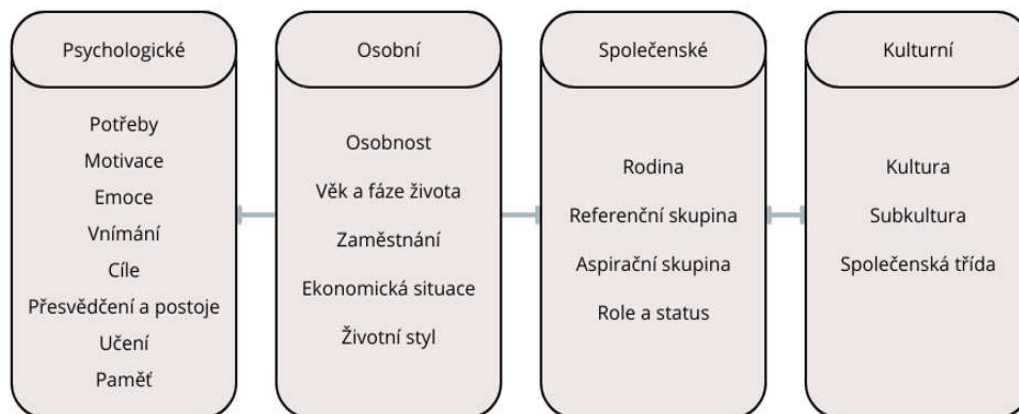 Psychologické
Potřeby
Motivace
Emoce
Vnímání
Cíle
Přesvědčení a postoje
Učení
Paměť
Osobní
Osobnost
Věk a fáze života
Zaměstnání
Ekonomická situace
Životní styl
Společenské
Rodina
Referenční skupina
Aspirační skupina
Role a status
Kulturní
Kultura
Subkultura
Společenská třída